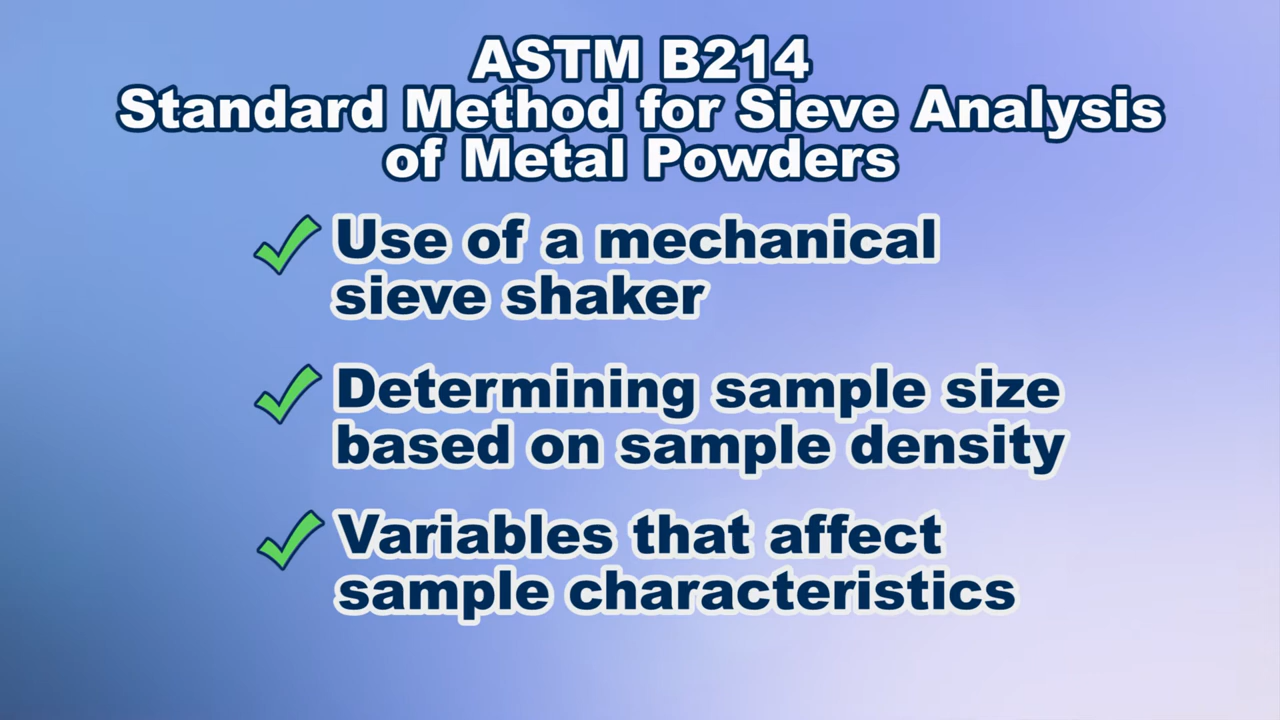 ASTM B214
Standard Method for Sieve Analysis
of Metal Powders
Use of a mechanical
sieve shaker
Determining sample size
based on sample density
Variables that affect
sample characteristics